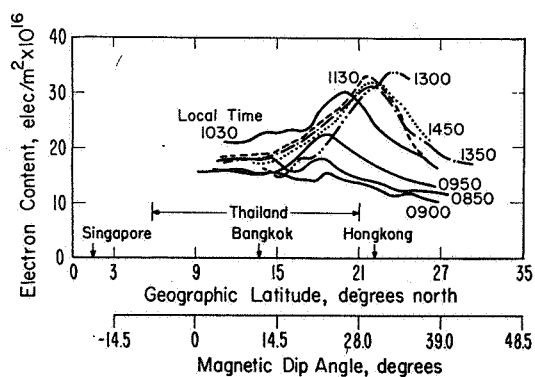 Electron Content, elec/m²x10¹⁶
40
30
20
10
0
1130
1300
Local Time
1030
1450
1350
0950
0850
0900
Thailand
Singapore
Bangkok
Hongkong
0 3 9 15 21 27 35
Geographic Latitude, degrees north
-14.5 0 14.5 28.0 39.0 48.5
Magnetic Dip Angle, degrees